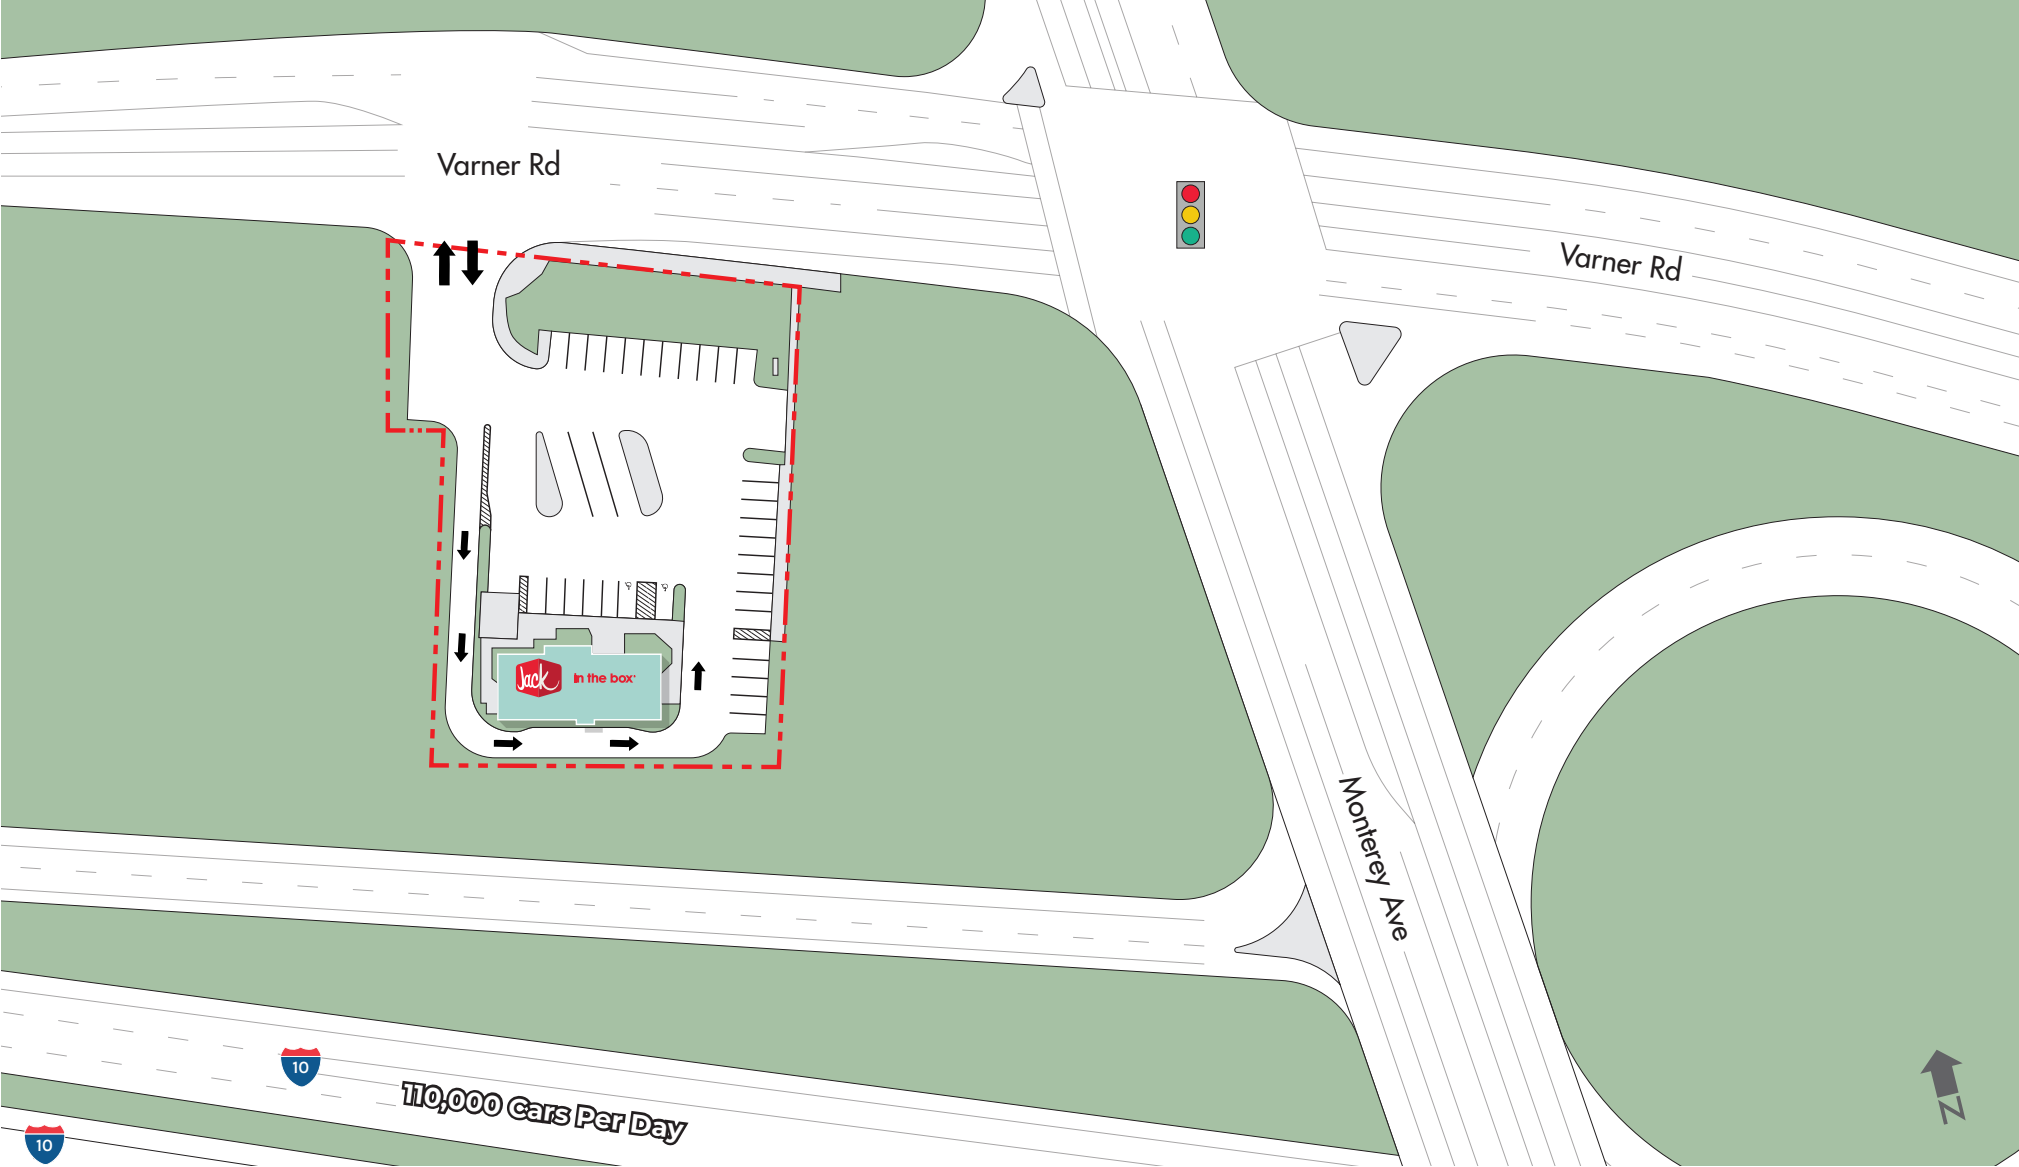 Varner Rd
Varner Rd
Jack in the box
Monterey Ave
10
110,000 Cars Per Day
10
N